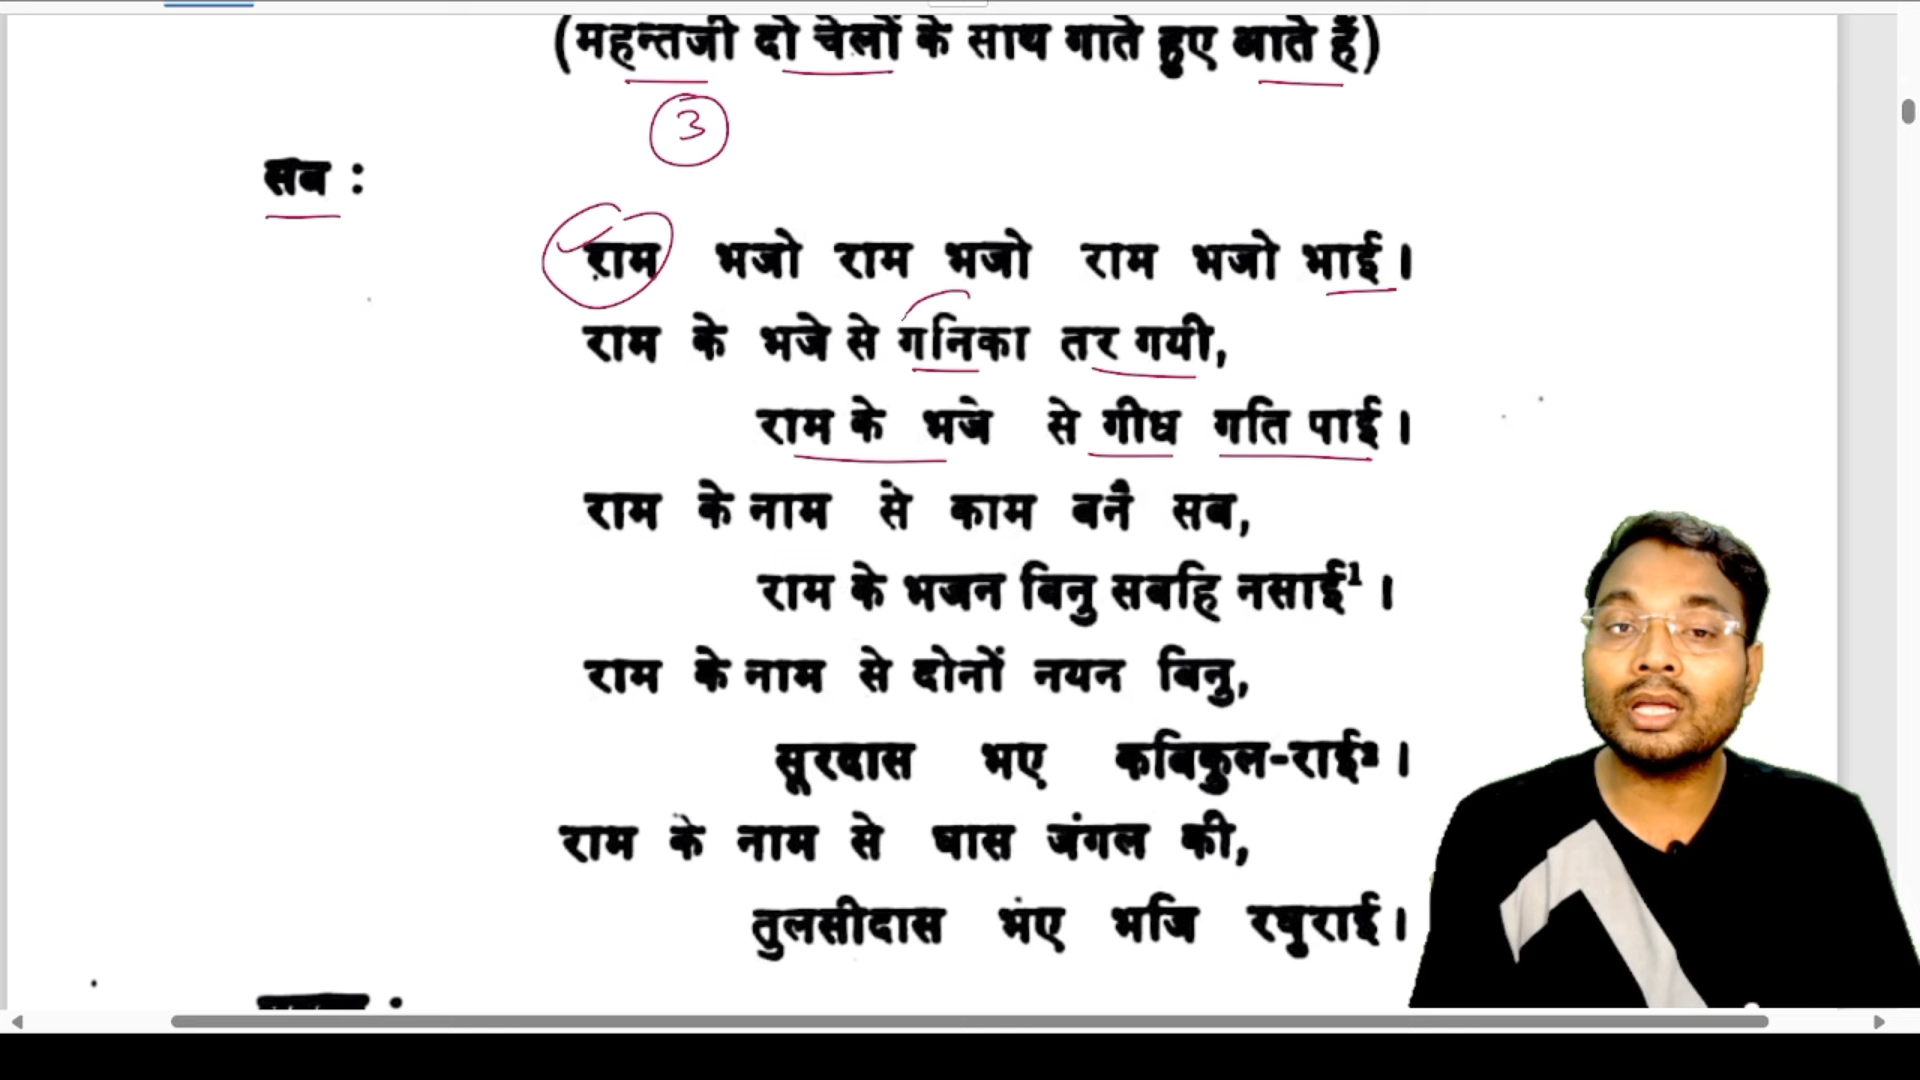 (महन्तजी दो चेलों के साथ गाते हुए आते हैं)
3
सब :
राम भजो राम भजो राम भजो भाई ।
राम के भजे से गनिका तर गयी,
राम के भजे से गीध गति पाई ।
राम के नाम से काम बनै सब,
राम के भजन बिनु सबहि नसाई¹ ।
राम के नाम से दोनों नयन बिनु,
सूरदास भए कबिकुल-राई² ।
राम के नाम से घास जंगल की,
तुलसीदास भए भजि रघुराई ।